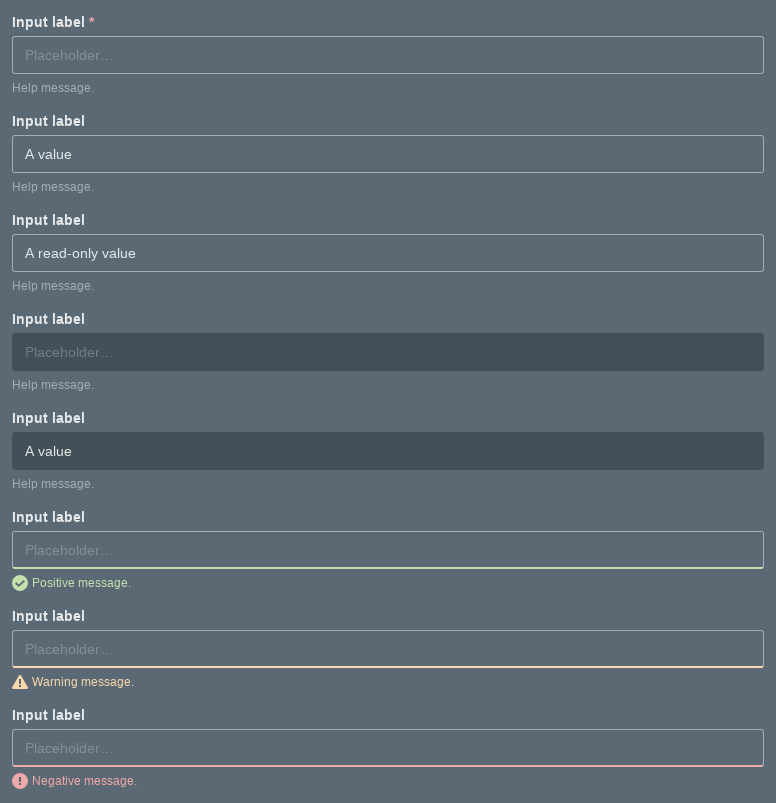 Input label *
Placeholder…
Help message.
Input label
A value
Help message.
Input label
A read-only value
Help message.
Input label
Placeholder…
Help message.
Input label
A value
Help message.
Input label
Placeholder…
Positive message.
Input label
Placeholder…
Warning message.
Input label
Placeholder…
Negative message.